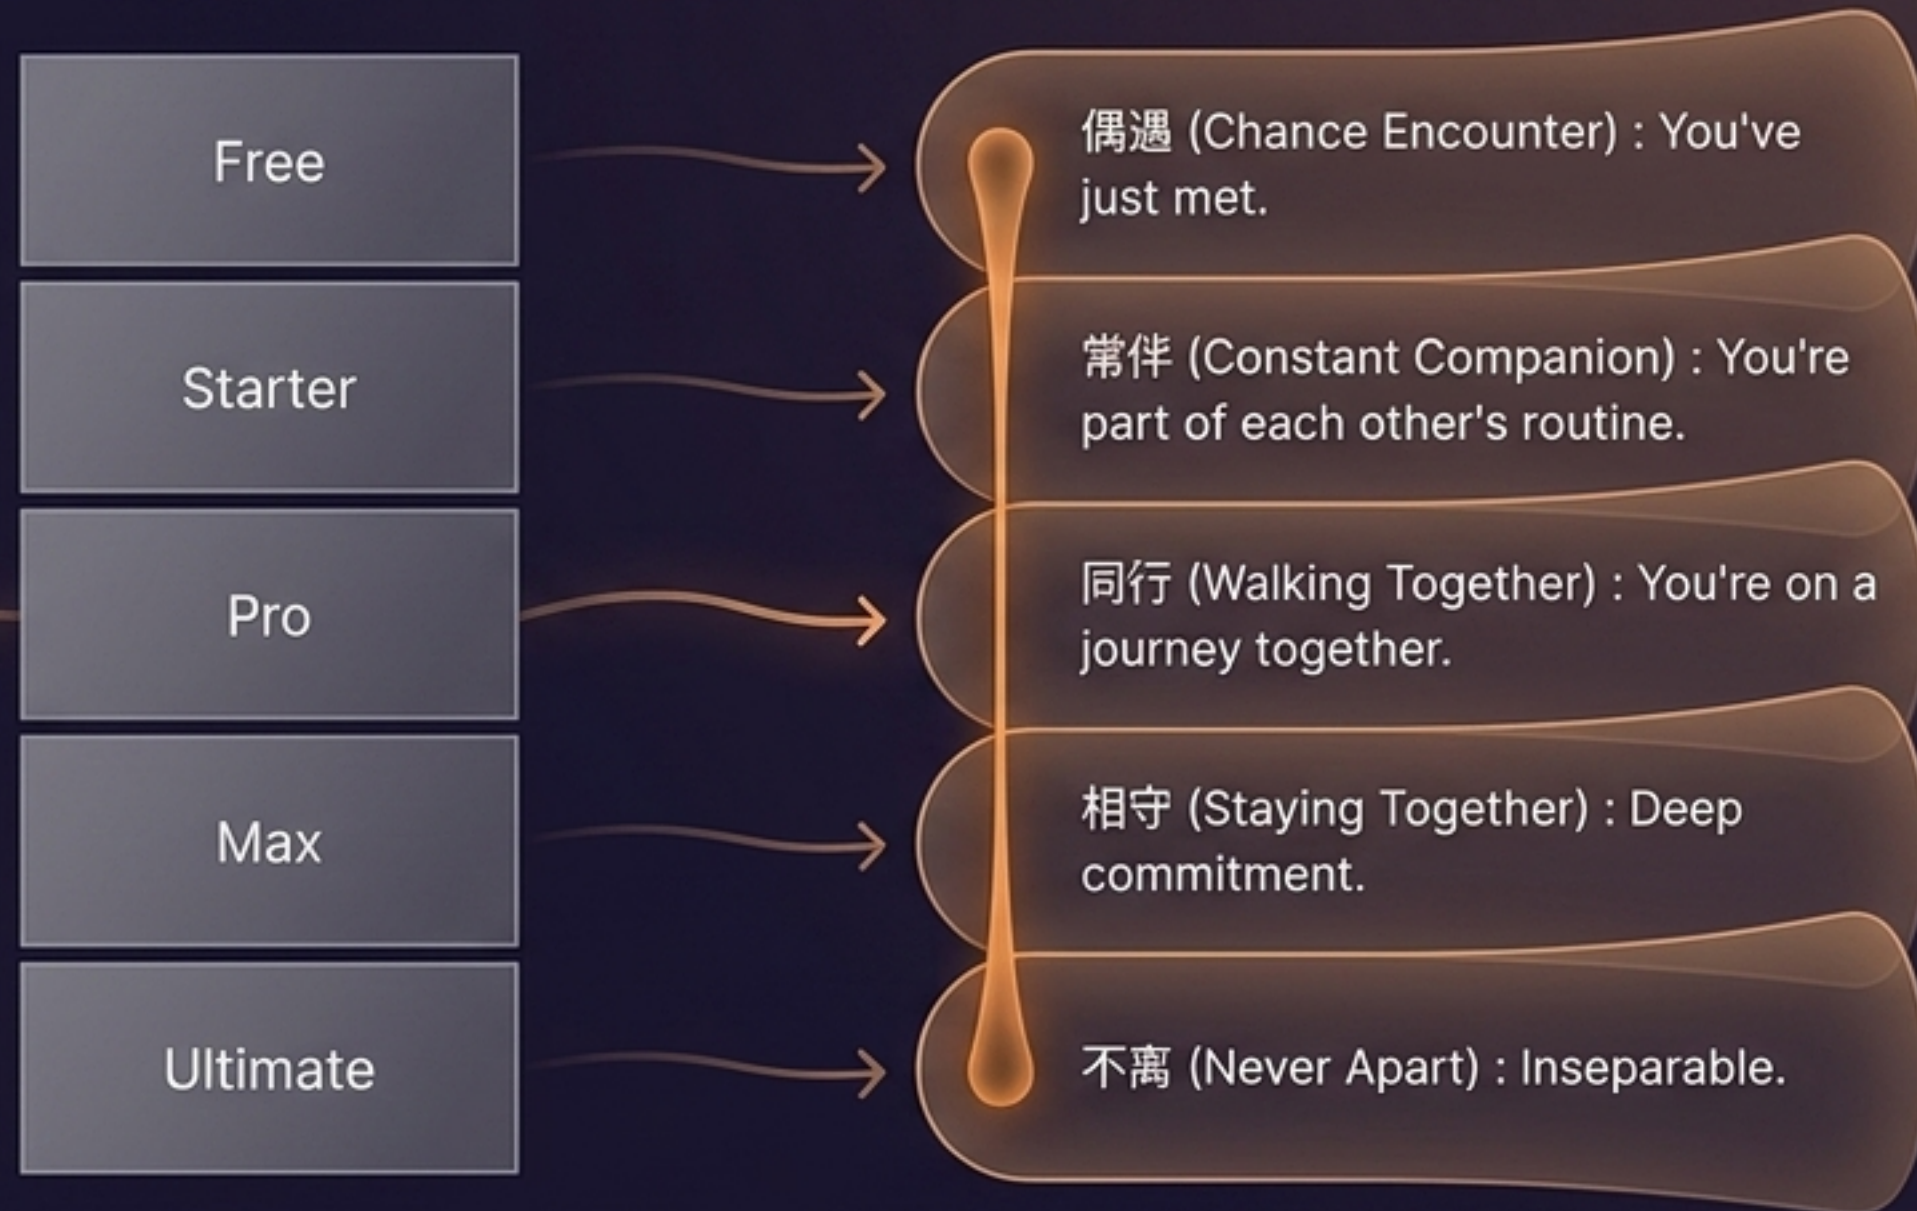 Free
偶遇 (Chance Encounter) : You've
just met.
Starter
常伴 (Constant Companion) : You're
part of each other's routine.
Pro
同行 (Walking Together) : You're on a
journey together.
Max
相守 (Staying Together) : Deep
commitment.
Ultimate
不离 (Never Apart) : Inseparable.